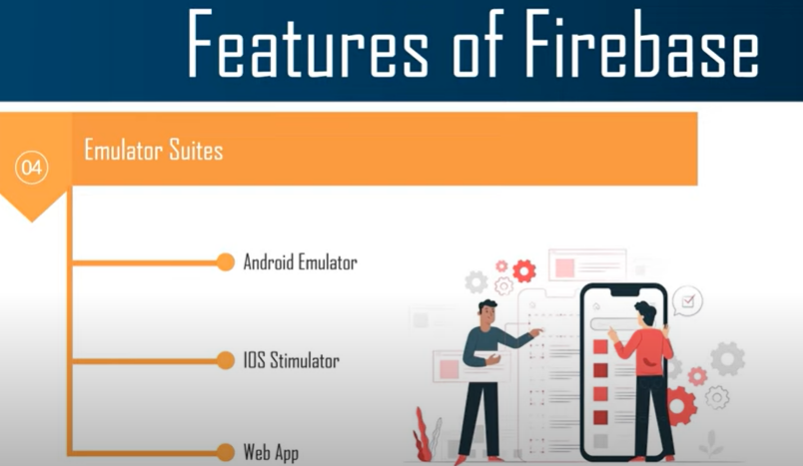 Features of Firebase
04
Emulator Suites
Android Emulator
IOS Stimulator
Web App